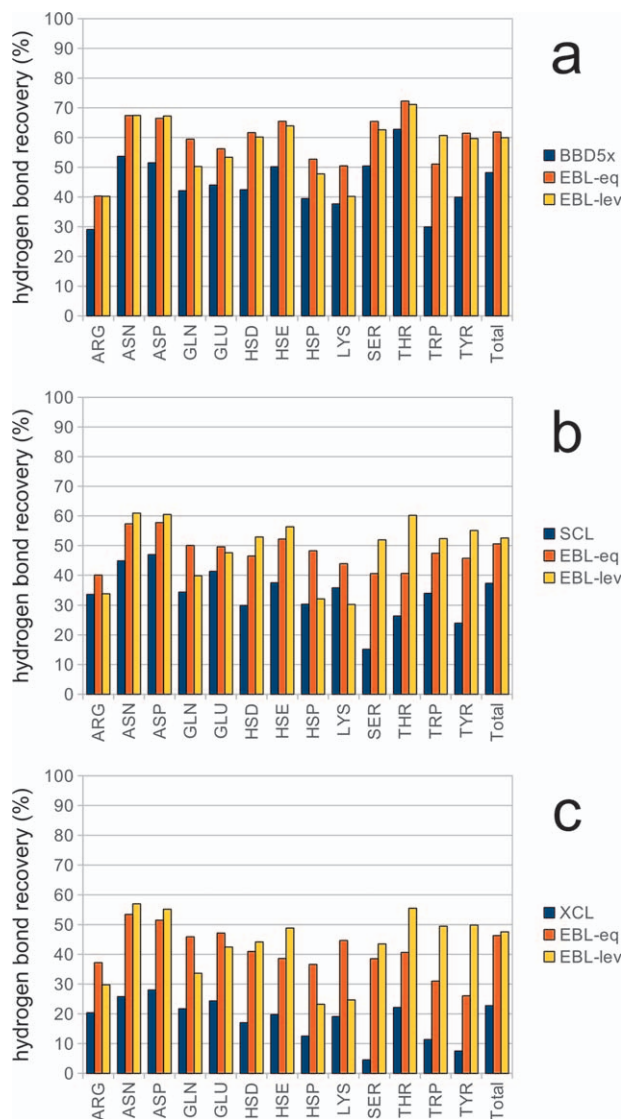 a
hydrogen bond recovery (%)
100
90
80
70
60
50
40
30
20
10
0
ARG
ASN
ASP
GLN
GLU
HSD
HSE
HSP
LYS
SER
THR
TRP
TYR
Total
BBD5x
EBL-eq
EBL-lev
b
hydrogen bond recovery (%)
100
90
80
70
60
50
40
30
20
10
0
ARG
ASN
ASP
GLN
GLU
HSD
HSE
HSP
LYS
SER
THR
TRP
TYR
Total
SCL
EBL-eq
EBL-lev
c
hydrogen bond recovery (%)
100
90
80
70
60
50
40
30
20
10
0
ARG
ASN
ASP
GLN
GLU
HSD
HSE
HSP
LYS
SER
THR
TRP
TYR
Total
XCL
EBL-eq
EBL-lev